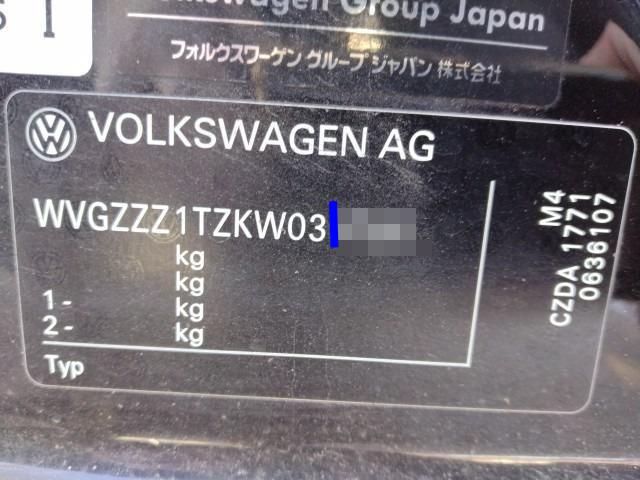 Volkswagen Group Japan
フォルクスワーゲン グループ ジャパン 株式会社
VOLKSWAGEN AG
WVGZZZ1TZKW03
kg
kg
1- kg
2- kg
Typ
M4
CZDA 1771
0636107